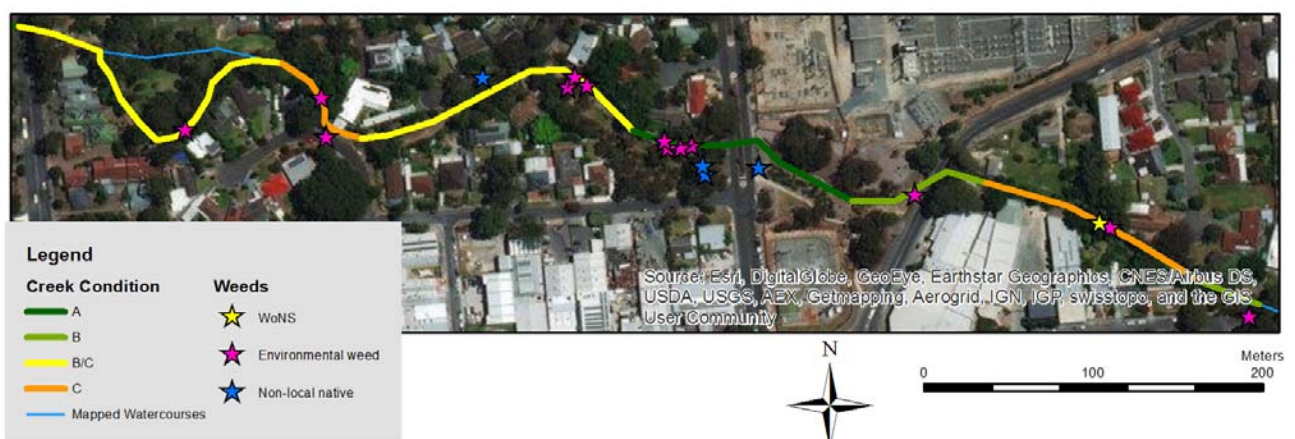 Source: Esri, DigitalGlobe, GeoEye, Earthstar Geographics, CNES/Airbus DS,
USDA, USGS, AEX, Getmapping, Aerogrid, IGN, IGP, swisstopo, and the GIS
User Community
Legend
Creek Condition
A
B
B/C
C
Mapped Watercourses
Weeds
WoNS
Environmental weed
Non-local native
N
Meters
0 100 200